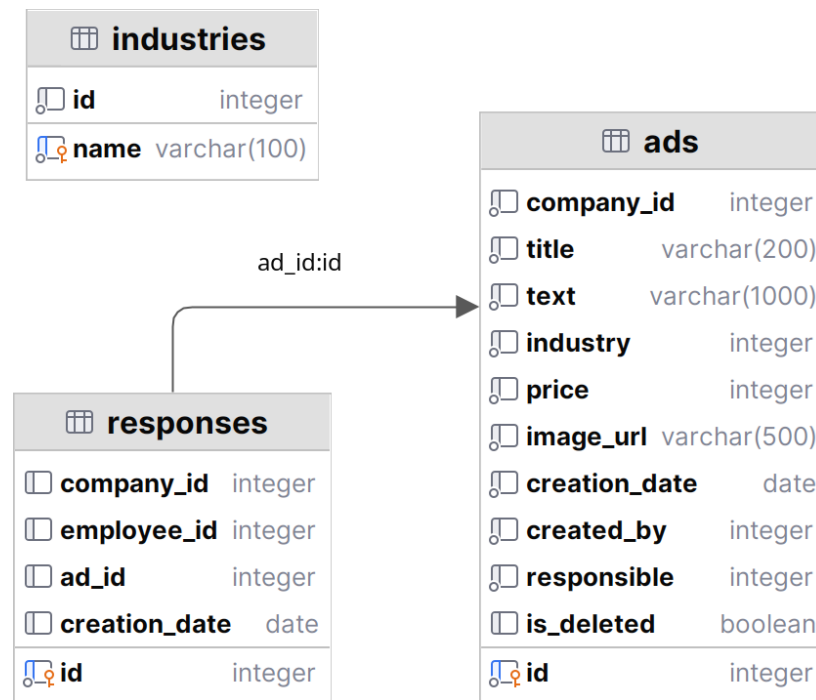 industries
id integer
name varchar(100)
ads
company_id integer
title varchar(200)
text varchar(1000)
industry integer
price integer
image_url varchar(500)
creation_date date
created_by integer
responsible integer
is_deleted boolean
id integer
ad_id:id
responses
company_id integer
employee_id integer
ad_id integer
creation_date date
id integer